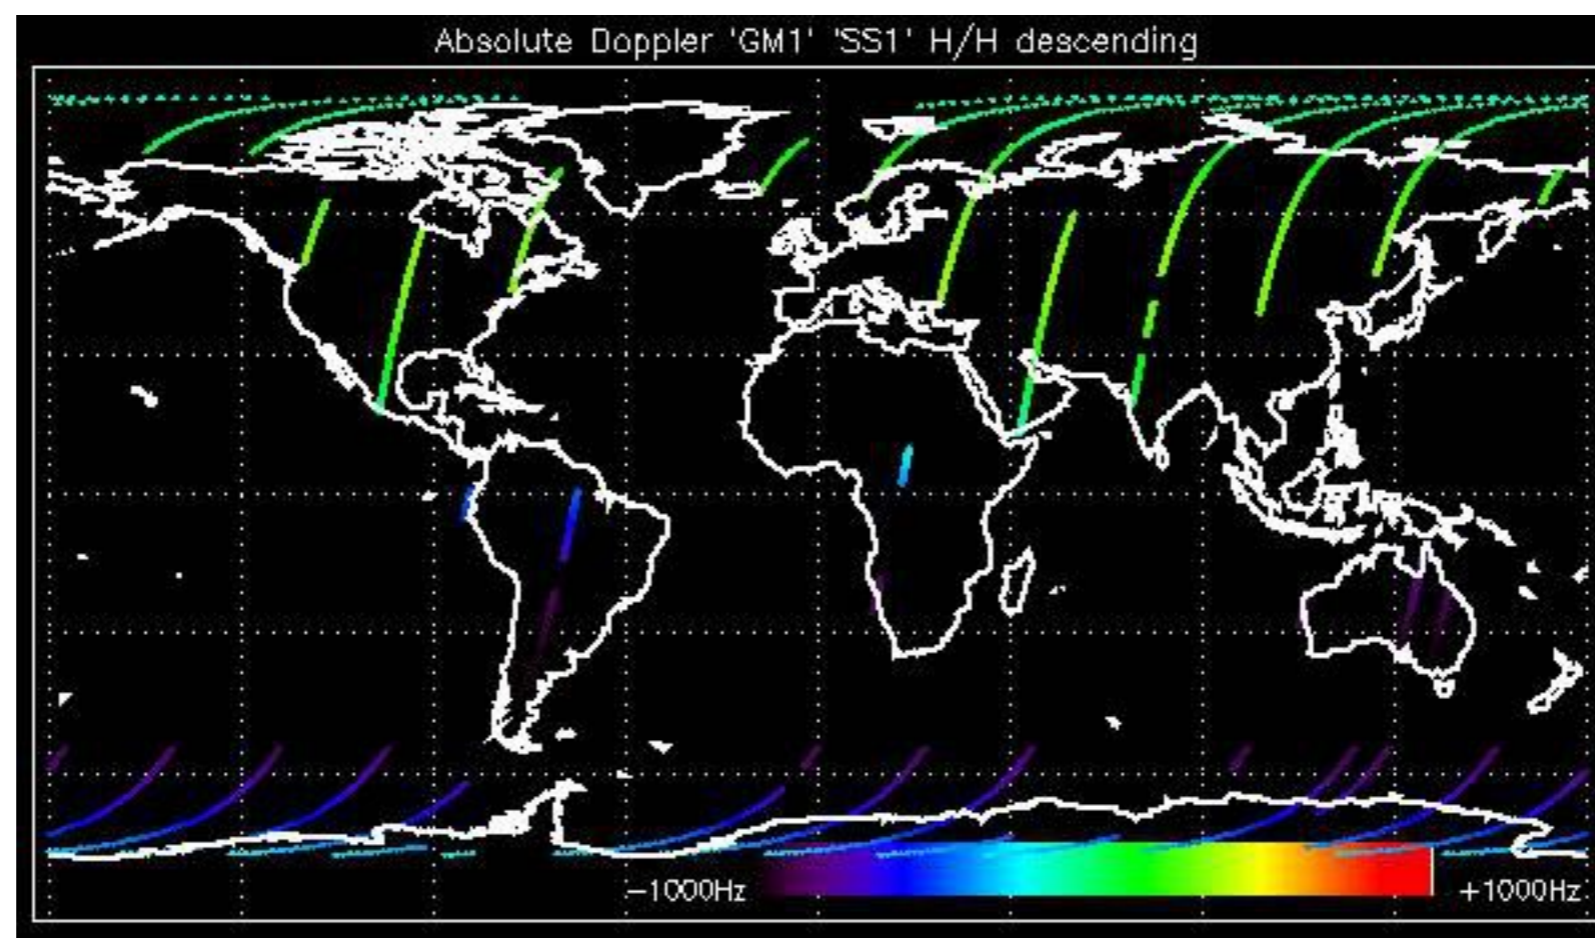 Absolute Doppler 'GM1' 'SS1' H/H descending
−1000Hz
+1000Hz